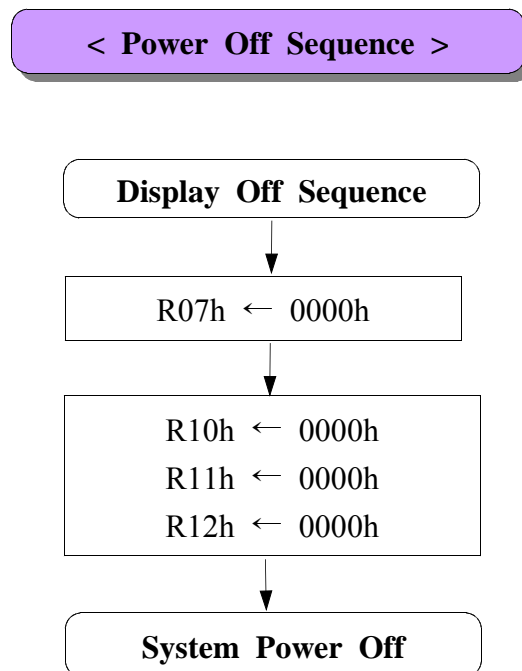 < Power Off Sequence >
Display Off Sequence
R07h ← 0000h
R10h ← 0000h
R11h ← 0000h
R12h ← 0000h
System Power Off